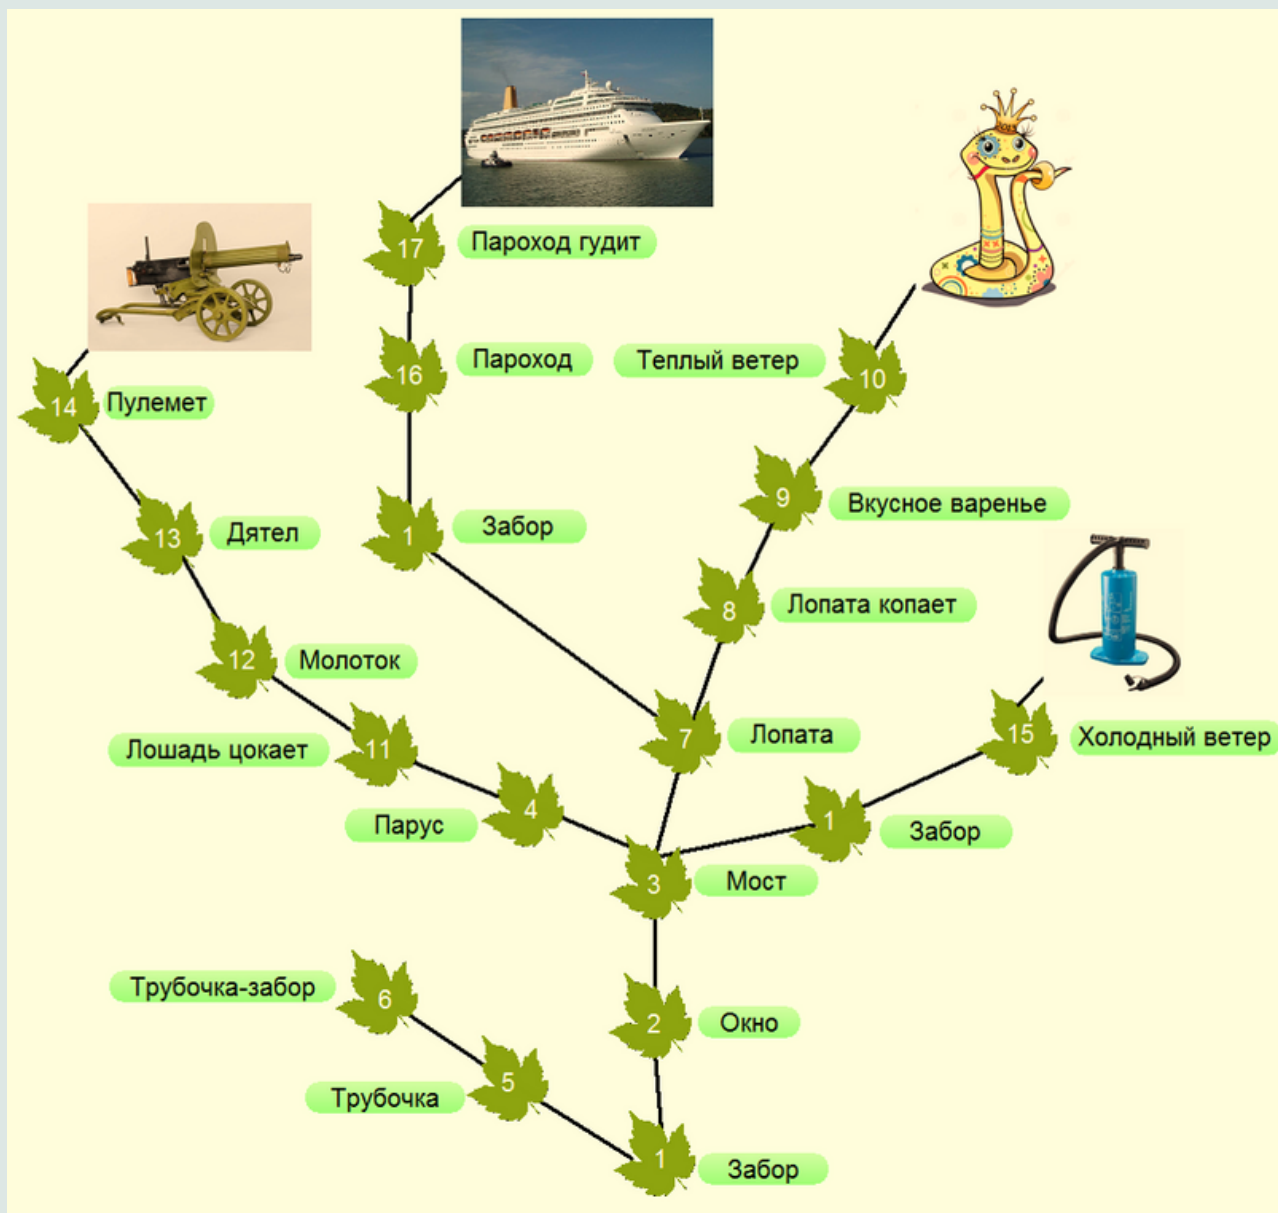 17 Пароход гудит
16 Пароход
Теплый ветер 10
14 Пулемет
9 Вкусное варенье
13 Дятел
1 Забор
8 Лопата копает
12 Молоток
7 Лопата
15 Холодный ветер
Лошадь цокает 11
4
Парус
1 Забор
3 Мост
Трубочка-забор 6
2 Окно
5
Трубочка
1 Забор